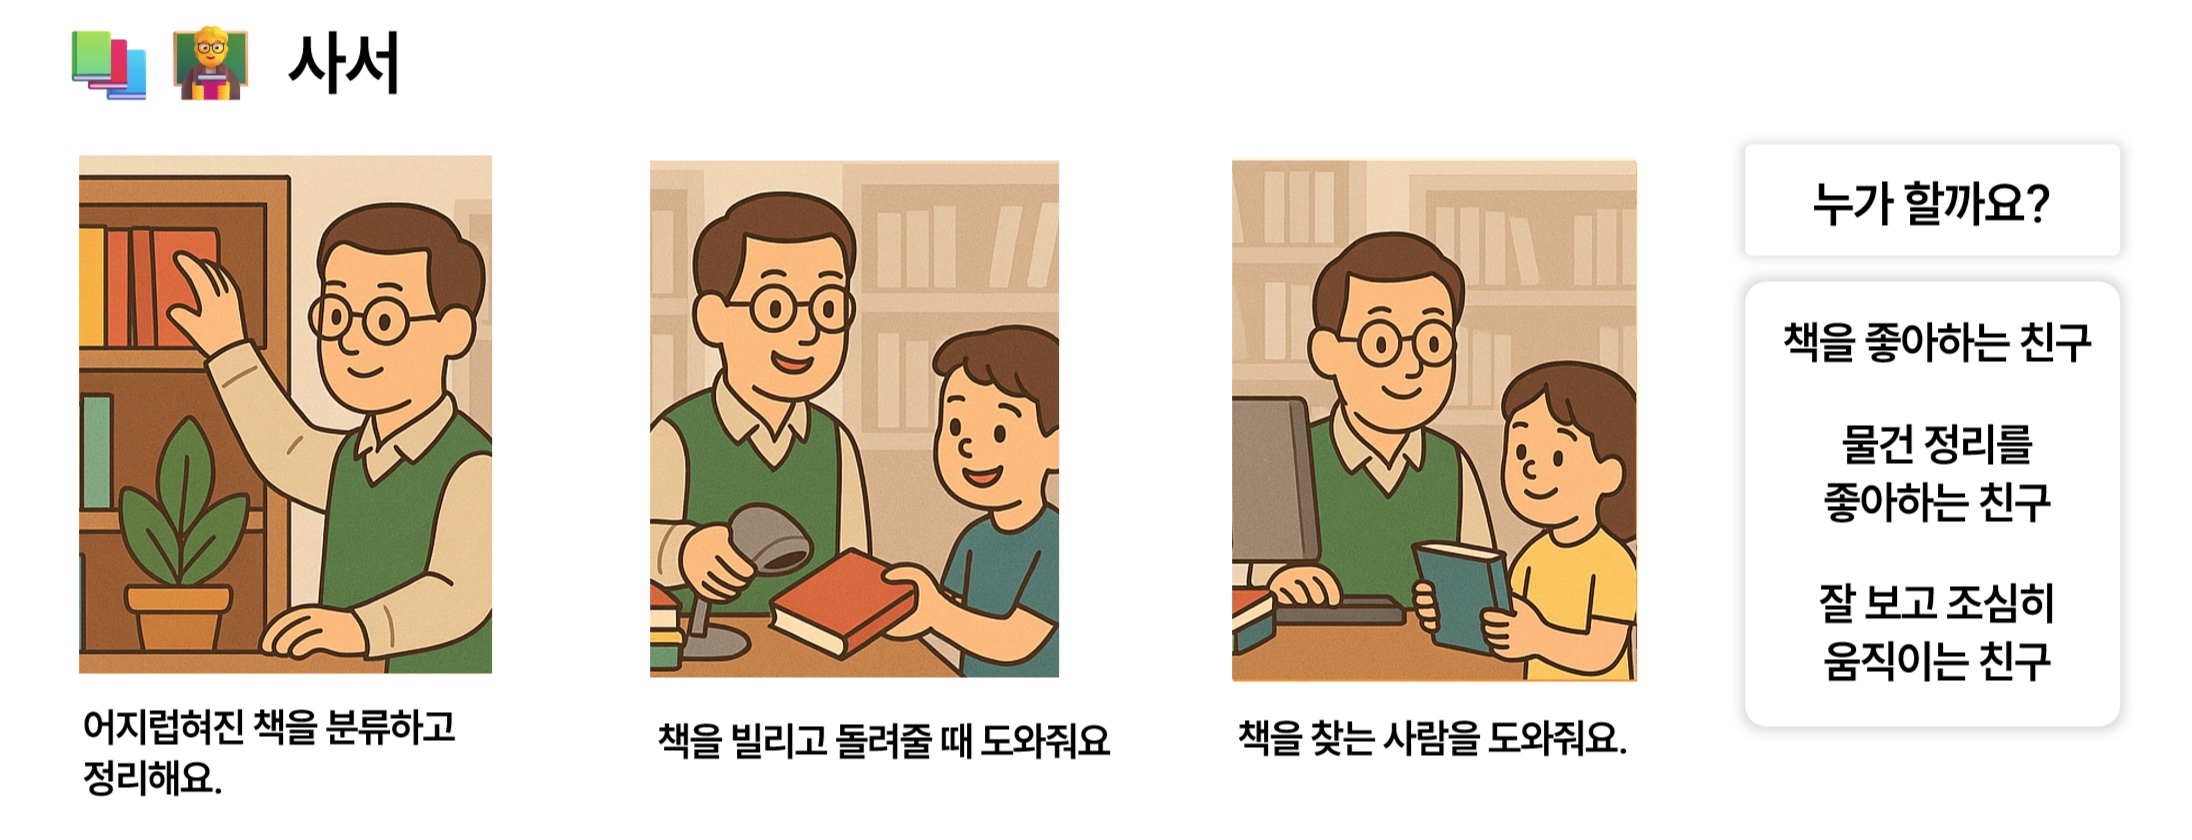 사서
어지럽혀진 책을 분류하고
정리해요.
책을 빌리고 돌려줄 때 도와줘요
책을 찾는 사람을 도와줘요.
누가 할까요?
책을 좋아하는 친구
물건 정리를
좋아하는 친구
잘 보고 조심히
움직이는 친구